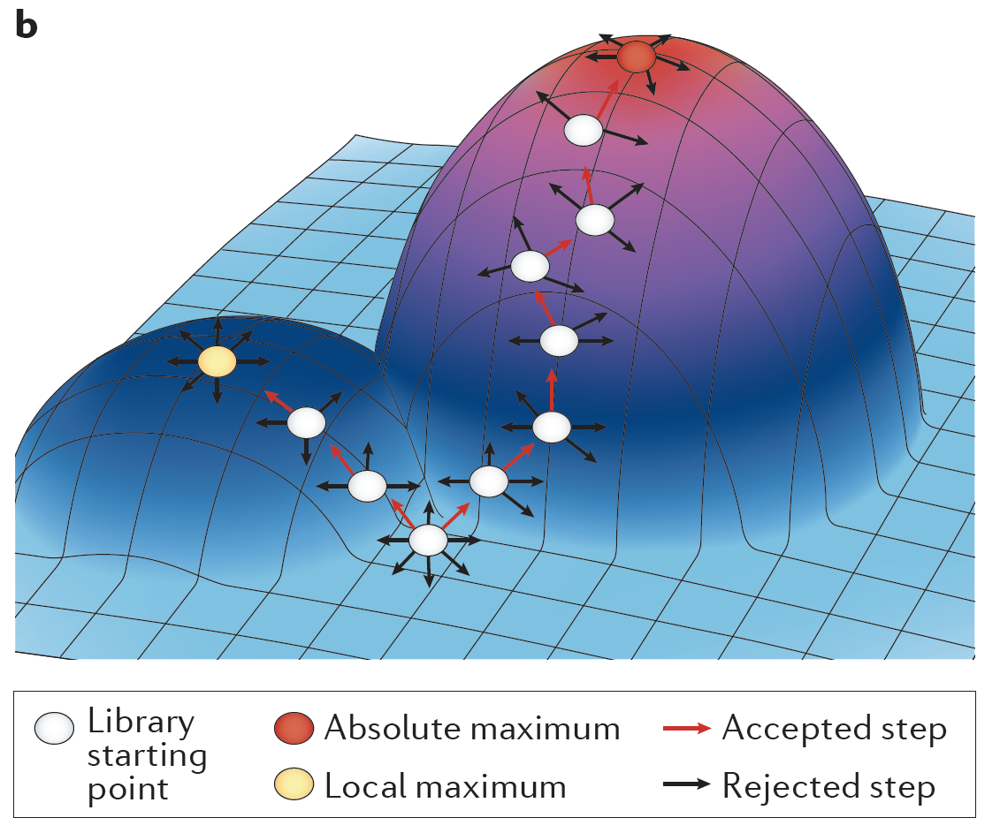 b
Library
starting
point
Absolute maximum
Local maximum
Accepted step
Rejected step